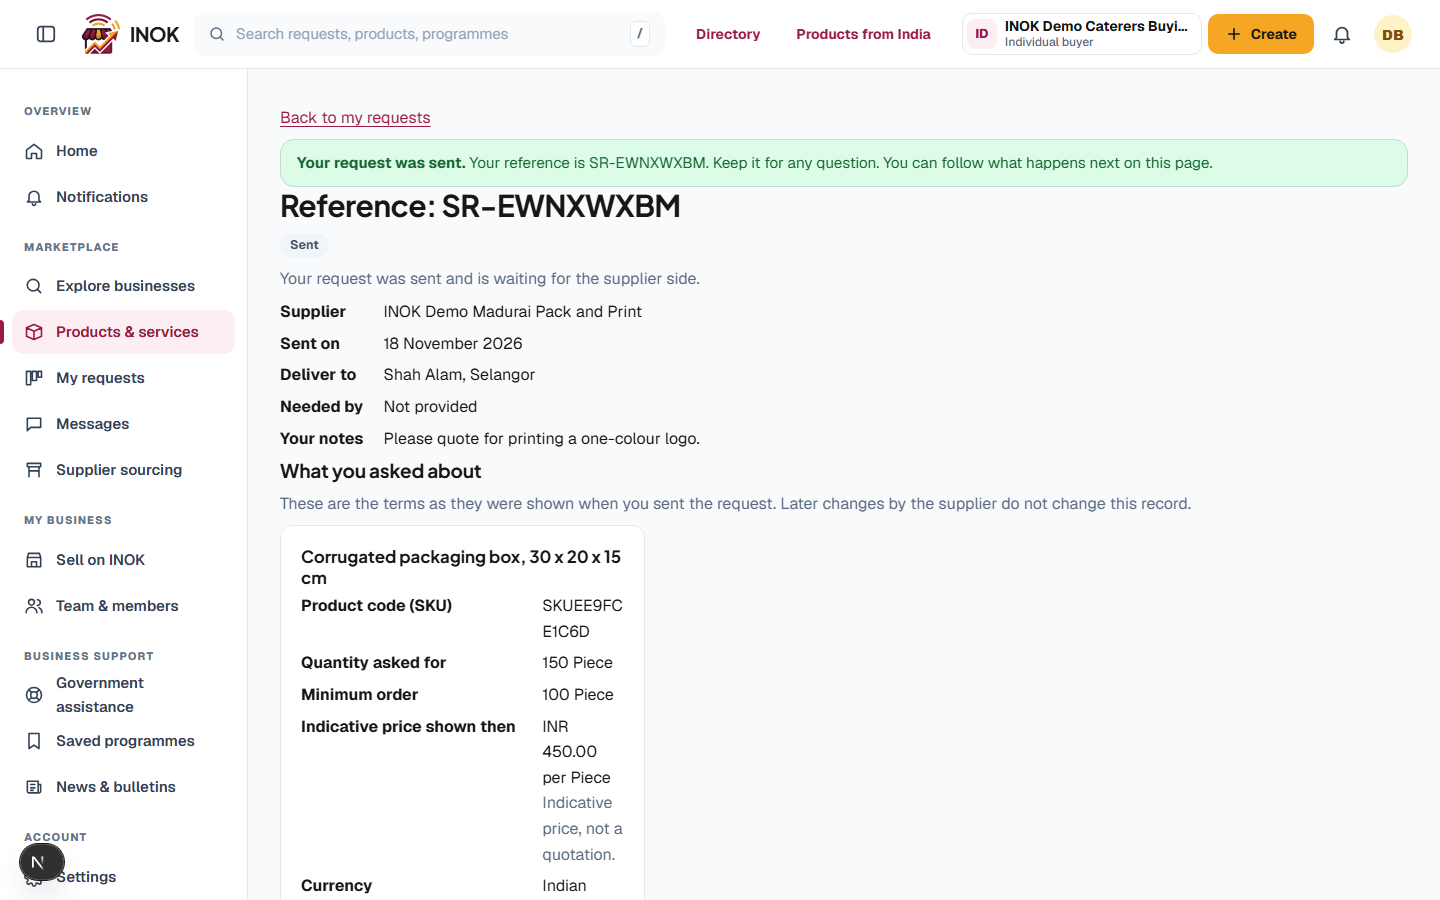 INOK
Search requests, products, programmes
/
Directory
Products from India
ID
INOK Demo Caterers Buyi...
Individual buyer
Create
DB
OVERVIEW
Home
Notifications
MARKETPLACE
Explore businesses
Products & services
My requests
Messages
Supplier sourcing
MY BUSINESS
Sell on INOK
Team & members
BUSINESS SUPPORT
Government
assistance
Saved programmes
News & bulletins
ACCOUNT
N
Settings
Back to my requests
Your request was sent. Your reference is SR-EWNXWXBM. Keep it for any question. You can follow what happens next on this page.
Reference: SR-EWNXWXBM
Sent
Your request was sent and is waiting for the supplier side.
Supplier INOK Demo Madurai Pack and Print
Sent on 18 November 2026
Deliver to Shah Alam, Selangor
Needed by Not provided
Your notes Please quote for printing a one-colour logo.
What you asked about
These are the terms as they were shown when you sent the request. Later changes by the supplier do not change this record.
Corrugated packaging box, 30 x 20 x 15
cm
Product code (SKU) SKUEE9FC
E1C6D
Quantity asked for 150 Piece
Minimum order 100 Piece
Indicative price shown then INR
450.00
per Piece
Indicative
price, not a
quotation.
Currency Indian